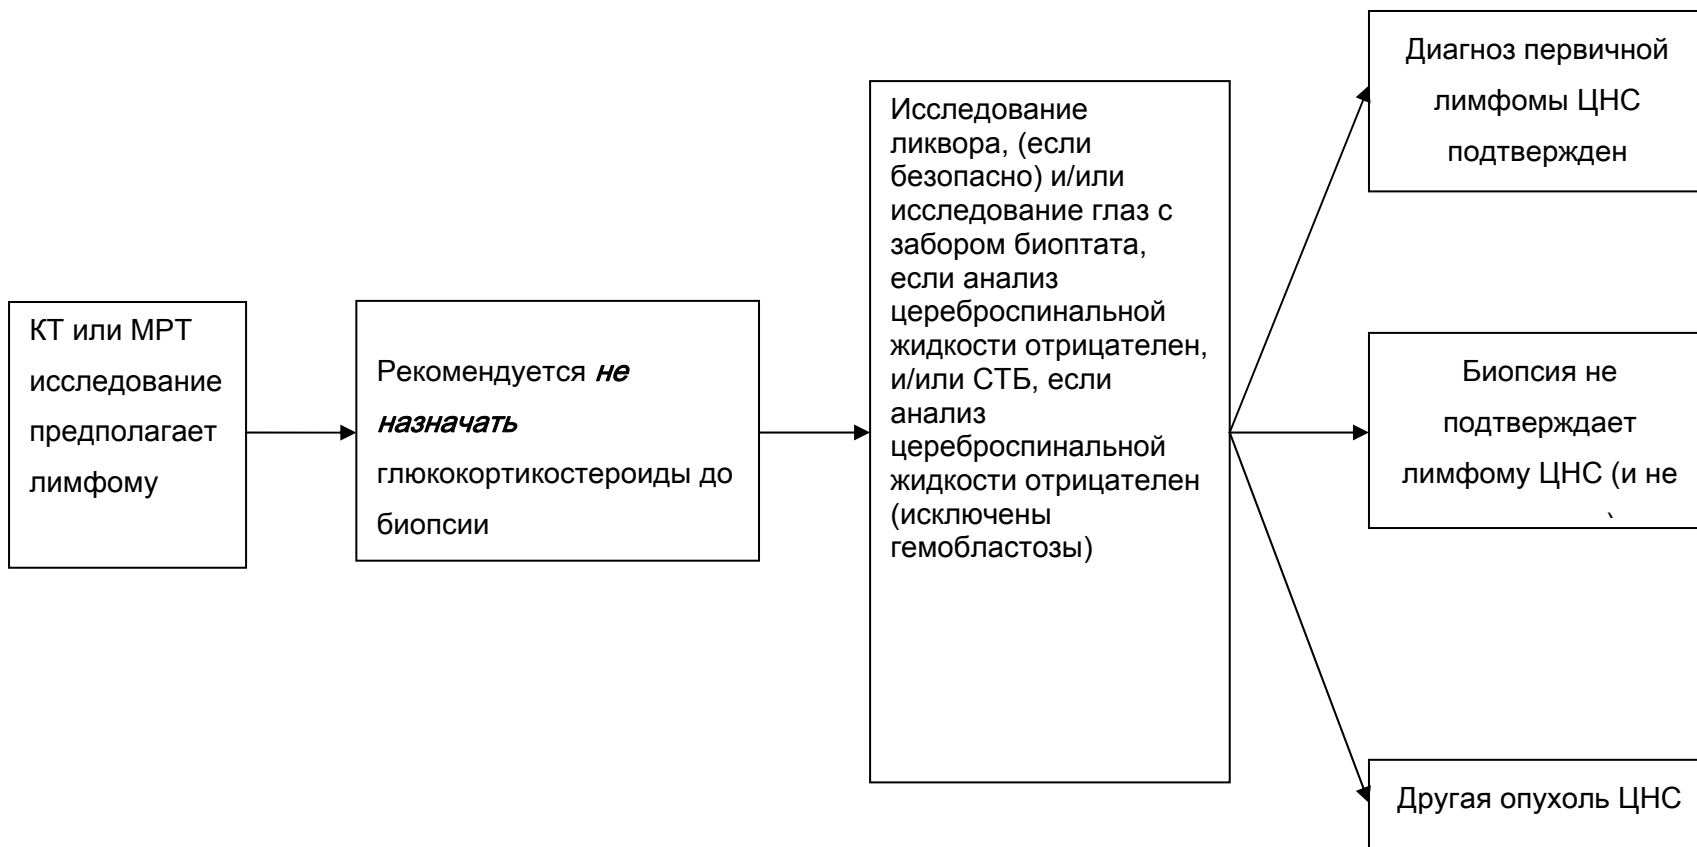 КТ или МРТ
исследование
предполагает
лимфому
Рекомендуется не
назначать
глюкокортикостероиды до
биопсии
Исследование
ликвора, (если
безопасно) и/или
исследование глаз с
забором биоптата,
если анализ
цереброспинальной
жидкости отрицателен,
и/или СТБ, если
анализ
цереброспинальной
жидкости отрицателен
(исключены
гемобластозы)
Диагноз первичной
лимфомы ЦНС
подтвержден
Биопсия не
подтверждает
лимфому ЦНС (и не
Другая опухоль ЦНС